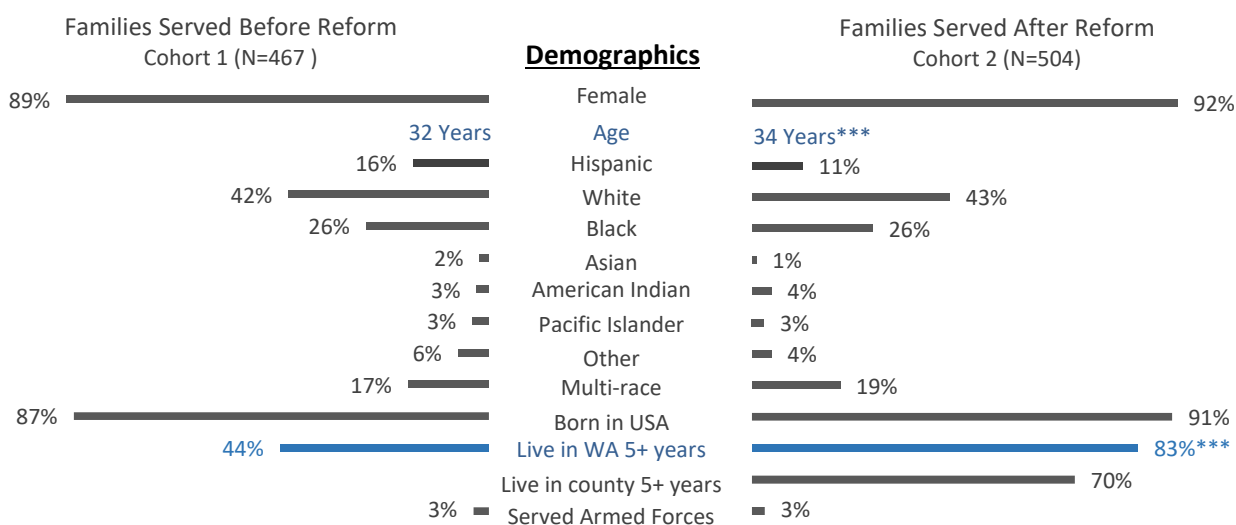 Families Served Before Reform
Cohort 1 (N=467 )
Demographics
Families Served After Reform
Cohort 2 (N=504)
89% Female 92%
32 Years Age 34 Years***
16% Hispanic 11%
42% White 43%
26% Black 26%
2% Asian 1%
3% American Indian 4%
3% Pacific Islander 3%
6% Other 4%
17% Multi-race 19%
87% Born in USA 91%
44% Live in WA 5+ years 83%***
Live in county 5+ years 70%
3% Served Armed Forces 3%